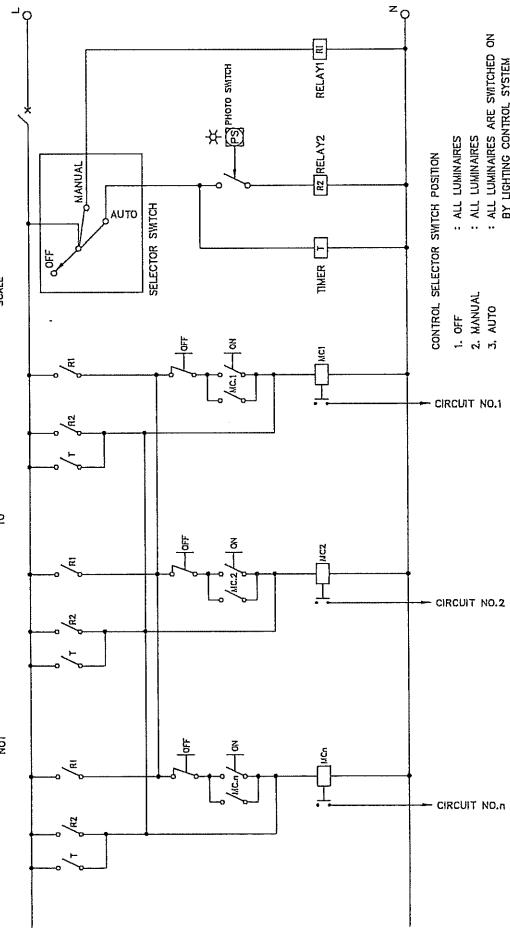 NOT TO SCALE
L
N
OFF
MANUAL
AUTO
SELECTOR SWITCH
PS
PHOTO SWITCH
T
TIMER
R2
RELAY2
R1
RELAY1
T
R2
R1
OFF
MC.n
ON
MCn
CIRCUIT NO.n
T
R2
R1
OFF
MC.2
ON
MC2
CIRCUIT NO.2
T
R2
R1
OFF
MC.1
ON
MC1
CIRCUIT NO.1
CONTROL SELECTOR SWITCH POSITION
1. OFF : ALL LUMINAIRES
2. MANUAL : ALL LUMINAIRES
3. AUTO : ALL LUMINAIRES ARE SWITCHED ON
BY LIGHTING CONTROL SYSTEM